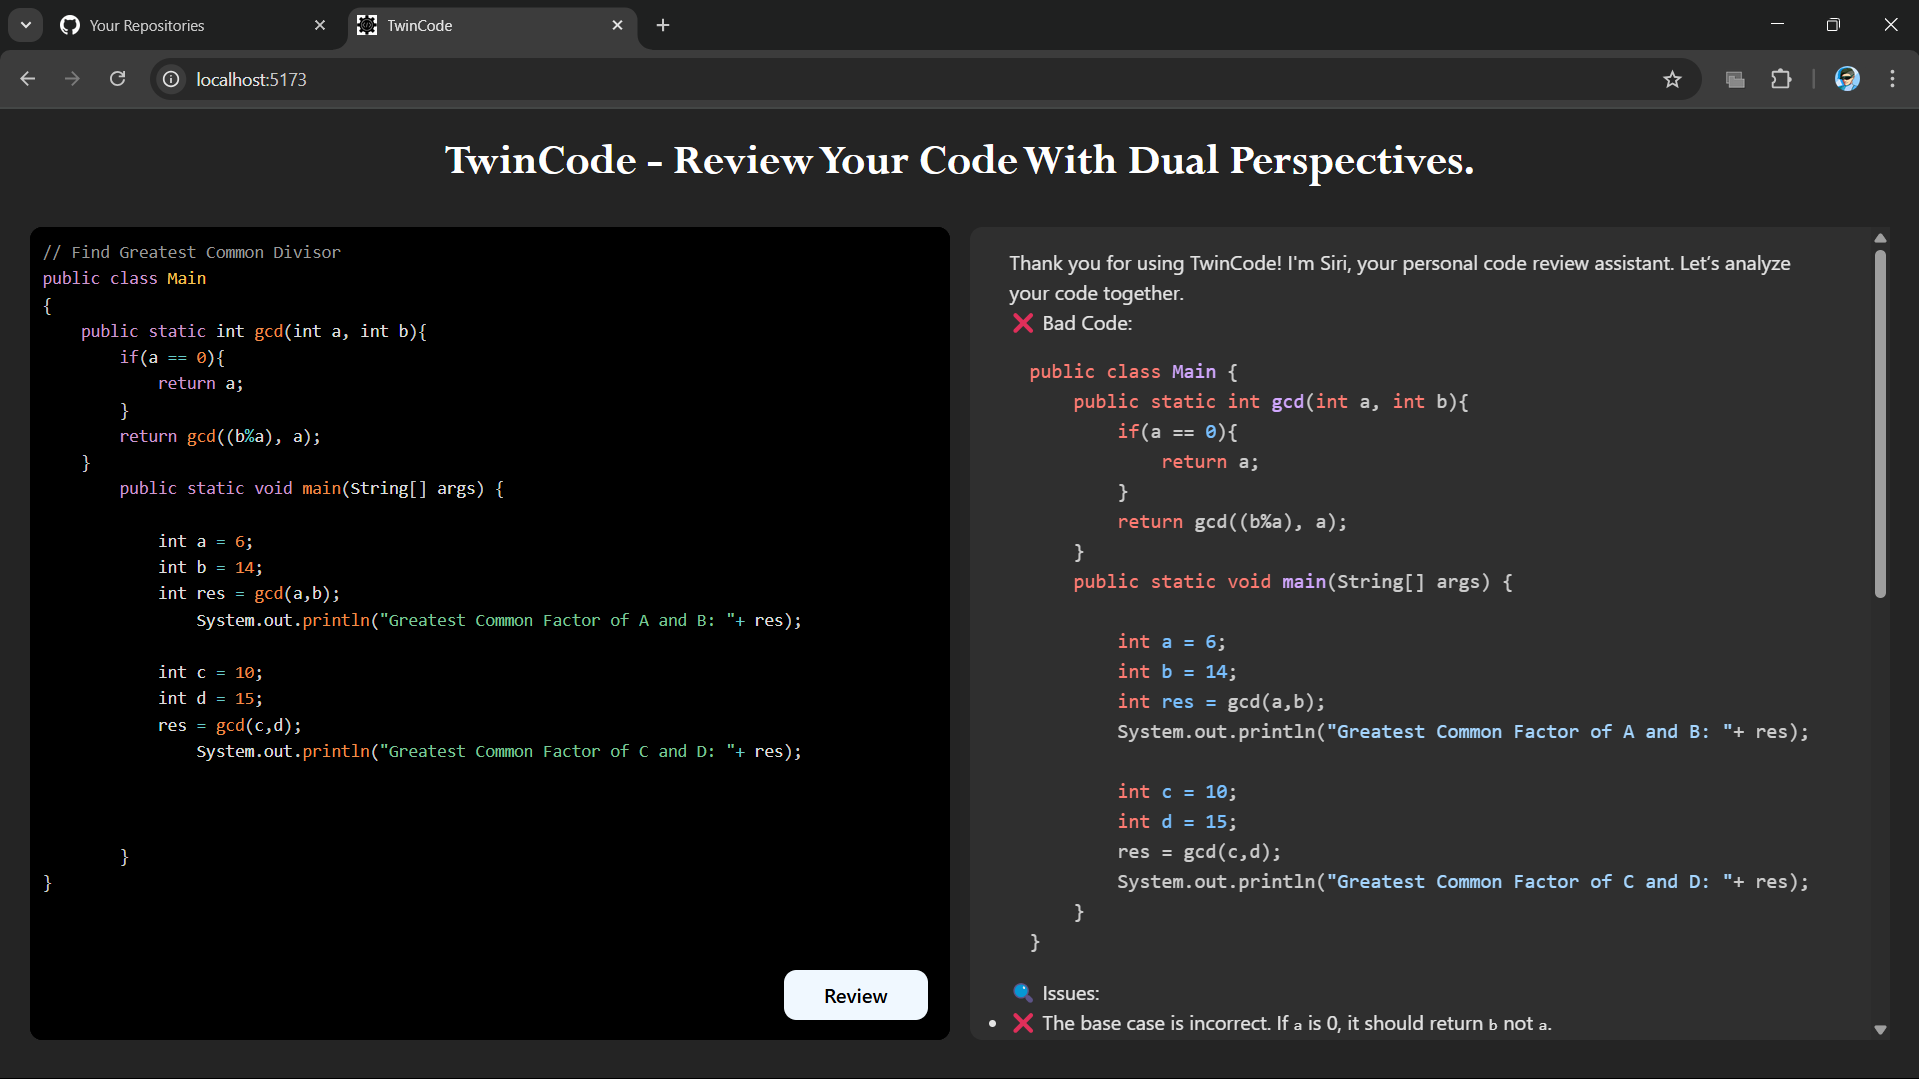 Your Repositories
TwinCode
localhost:5173
TwinCode - Review Your Code With Dual Perspectives.
// Find Greatest Common Divisor
public class Main
{
    public static int gcd(int a, int b){
        if(a == 0){
            return a;
        }
        return gcd((b%a), a);
    }
        public static void main(String[] args) {
            int a = 6;
            int b = 14;
            int res = gcd(a,b);
                System.out.println("Greatest Common Factor of A and B: "+ res);
            int c = 10;
            int d = 15;
            res = gcd(c,d);
                System.out.println("Greatest Common Factor of C and D: "+ res);
        }
}
Review
Thank you for using TwinCode! I'm Siri, your personal code review assistant. Let's analyze
your code together.
❌ Bad Code:
public class Main {
    public static int gcd(int a, int b){
        if(a == 0){
            return a;
        }
        return gcd((b%a), a);
    }
    public static void main(String[] args) {
        int a = 6;
        int b = 14;
        int res = gcd(a,b);
        System.out.println("Greatest Common Factor of A and B: "+ res);
        int c = 10;
        int d = 15;
        res = gcd(c,d);
        System.out.println("Greatest Common Factor of C and D: "+ res);
    }
}
🔍 Issues:
• ❌ The base case is incorrect. If a is 0, it should return b not a.